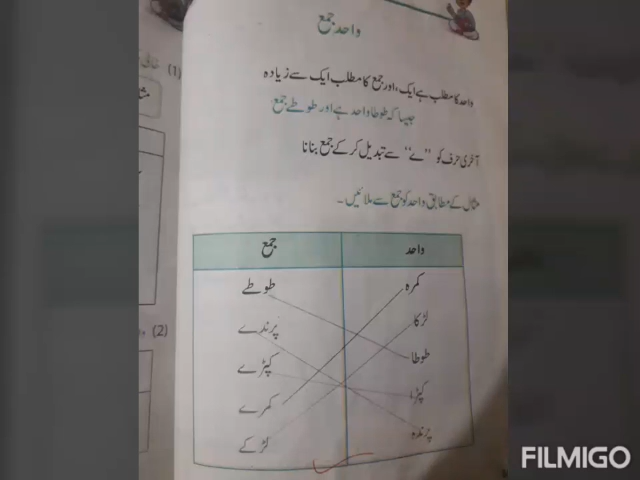 واحد جمع
واحد کا مطلب ہے ایک، اور جمع کا مطلب ایک سے زیادہ
جیسا کہ طوطا واحد ہے اور طوطے جمع
آخری حرف کو "ے" سے تبدیل کر کے جمع بنانا
مثال کے مطابق واحد کو جمع سے ملائیں۔
واحد جمع
کمرہ طوطے
لڑکا پرندے
طوطا کپڑے
کپڑا کمرے
پرندہ لڑکے
(1)
(2)
FILMIGO